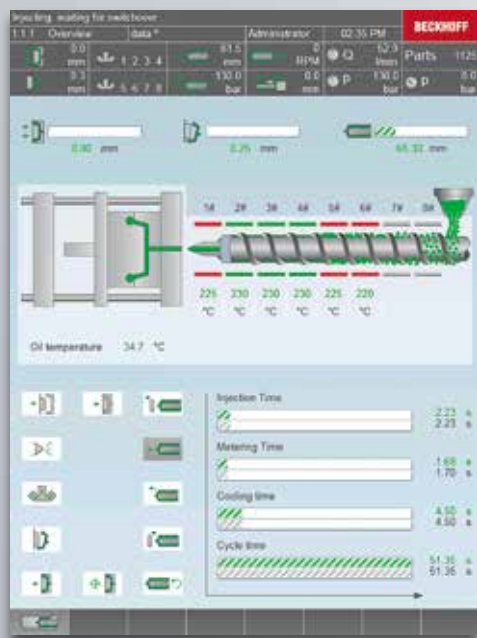 Injecting, waiting for switchover
BECKHOFF
1.1.1 Overview data* Administrator 02:35 PM
0.0 61.5 0 Q 52.9 Parts 1125
mm 1 2 3 4 mm RPM l/min
0.3 130.0 0.0 P 130.0 P 0.0
mm 5 6 7 8 bar mm bar bar
mm 0.25 mm mm
1# 2# 3# 4# 5# 6# 7# 8#
225 230 230 230 225 220
°C °C °C °C °C °C
Oil temperature 34.7 °C
Injection Time
2.23 s
2.23 s
Metering Time
1.68 s
1.70 s
Cooling time
4.50 s
4.50 s
Cycle time
51.35 s
51.35 s